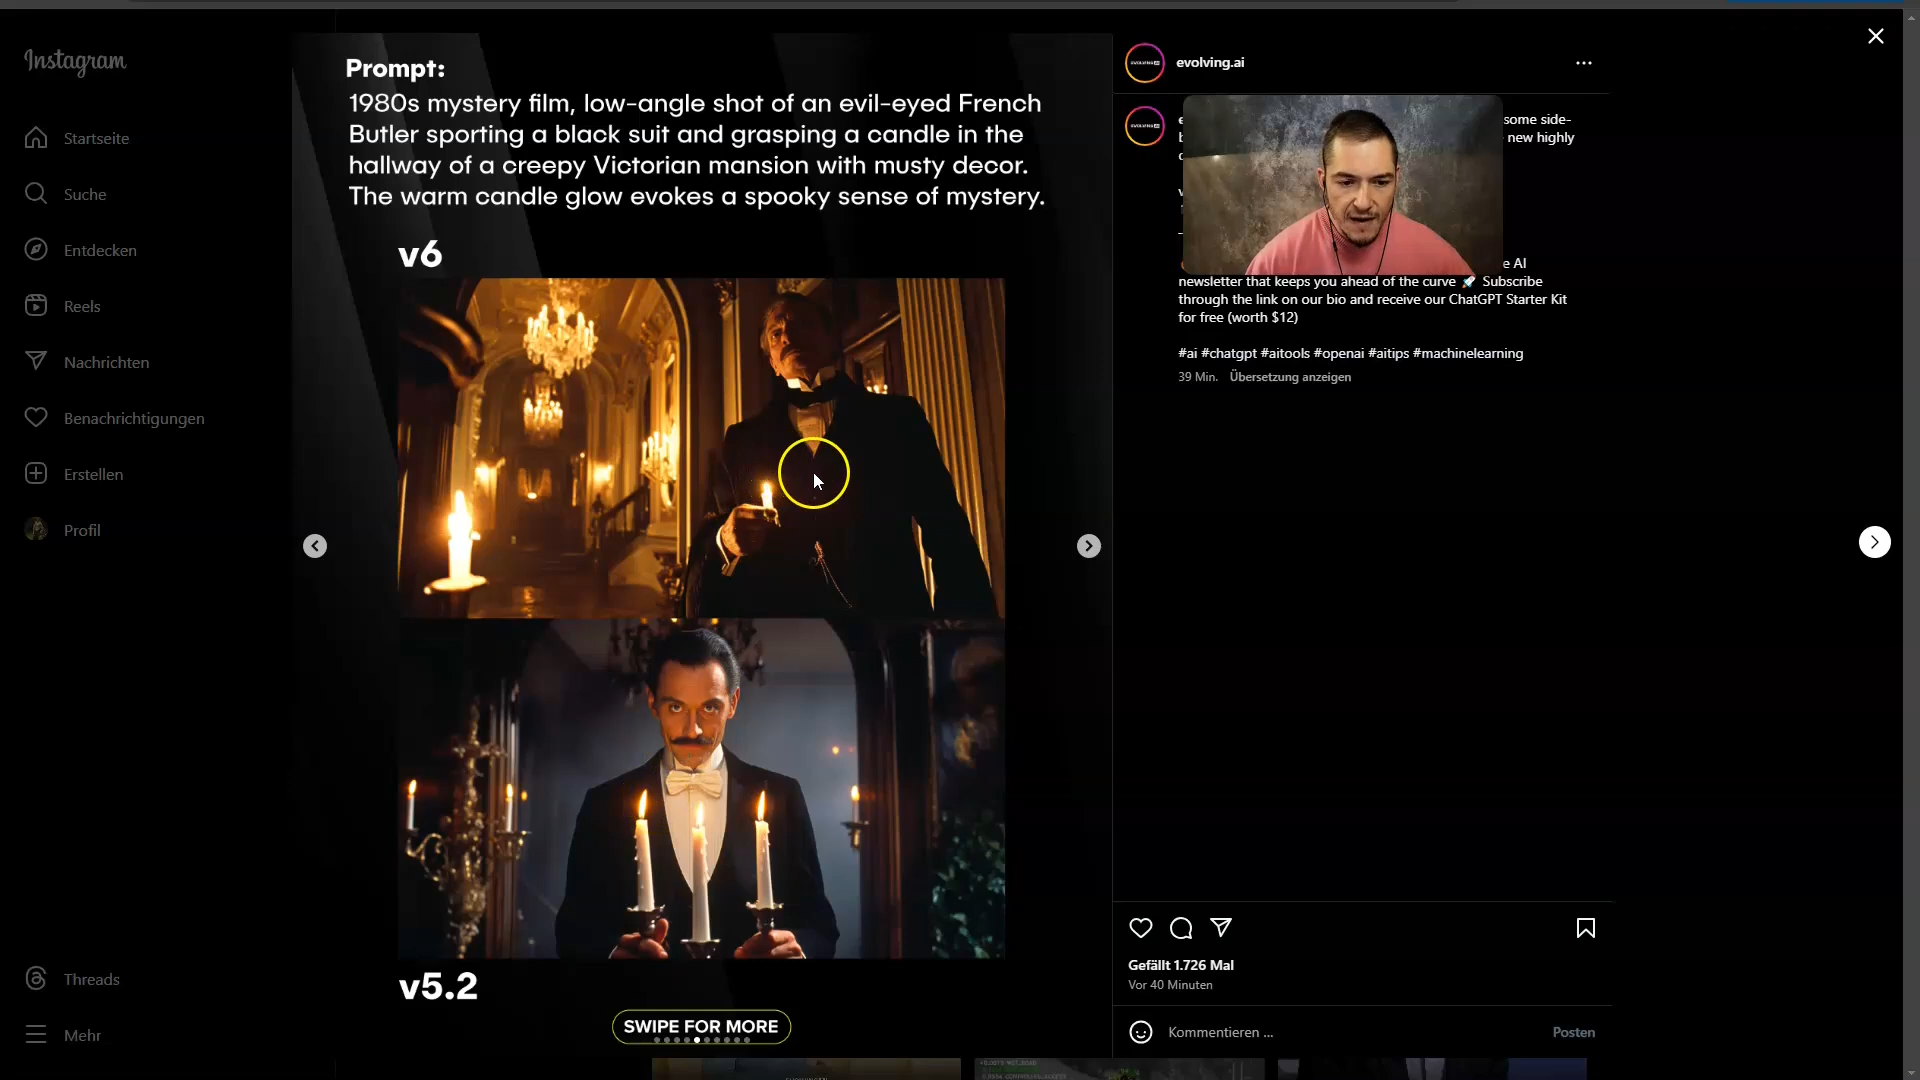 Instagram
Startseite
Suche
Entdecken
Reels
Nachrichten
Benachrichtigungen
Erstellen
Profil
Threads
Mehr
Prompt:
1980s mystery film, low-angle shot of an evil-eyed French
Butler sporting a black suit and grasping a candle in the
hallway of a creepy Victorian mansion with musty decor.
The warm candle glow evokes a spooky sense of mystery.
v6
v5.2
SWIPE FOR MORE
evolving.ai
some side-
new highly
e AI
newsletter that keeps you ahead of the curve 🚀 Subscribe
through the link on our bio and receive our ChatGPT Starter Kit
for free (worth $12)
#ai #chatgpt #aitools #openai #aitips #machinelearning
39 Min. Übersetzung anzeigen
Gefällt 1.726 Mal
Vor 40 Minuten
Kommentieren ...
Posten